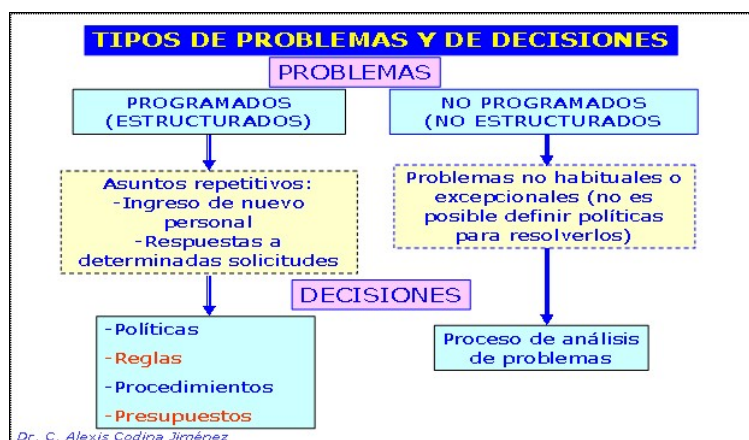 TIPOS DE PROBLEMAS Y DE DECISIONES
PROBLEMAS
PROGRAMADOS
(ESTRUCTURADOS)
NO PROGRAMADOS
(NO ESTRUCTURADOS
Asuntos repetitivos:
-Ingreso de nuevo
personal
-Respuestas a
determinadas solicitudes
Problemas no habituales o
excepcionales (no es
posible definir políticas
para resolverlos)
DECISIONES
-Políticas
-Reglas
-Procedimientos
-Presupuestos
Proceso de análisis
de problemas
Dr. C. Alexis Codina Jiménez